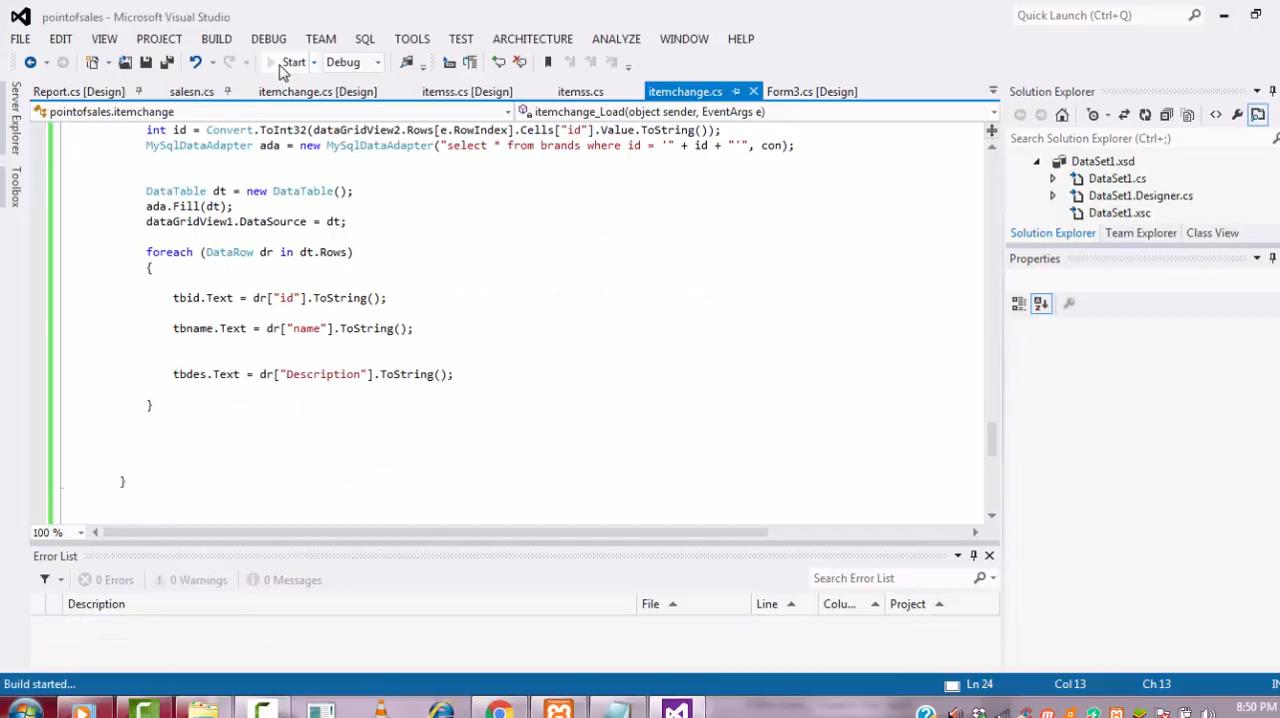 pointofsales - Microsoft Visual Studio
Quick Launch (Ctrl+Q)
FILE EDIT VIEW PROJECT BUILD DEBUG TEAM SQL TOOLS TEST ARCHITECTURE ANALYZE WINDOW HELP
Start Debug
Report.cs [Design] salesn.cs itemchange.cs [Design] itemss.cs [Design] itemss.cs itemchange.cs Form3.cs [Design]
Server Explorer
Toolbox
pointofsales.itemchange itemchange_Load(object sender, EventArgs e)
int id = Convert.ToInt32(dataGridView2.Rows[e.RowIndex].Cells["id"].Value.ToString());
MySqlDataAdapter ada = new MySqlDataAdapter("select * from brands where id = '" + id + "'", con);
DataTable dt = new DataTable();
ada.Fill(dt);
dataGridView1.DataSource = dt;
foreach (DataRow dr in dt.Rows)
{
tbid.Text = dr["id"].ToString();
tbname.Text = dr["name"].ToString();
tbdes.Text = dr["Description"].ToString();
}
}
100 %
Solution Explorer
Search Solution Explorer (Ctrl+;)
DataSet1.xsd
DataSet1.cs
DataSet1.Designer.cs
DataSet1.xsc
Solution Explorer Team Explorer Class View
Properties
Error List
0 Errors 0 Warnings 0 Messages
Search Error List
Description File Line Colu... Project
Build started...
Ln 24 Col 13 Ch 13 IN
8:50 PM